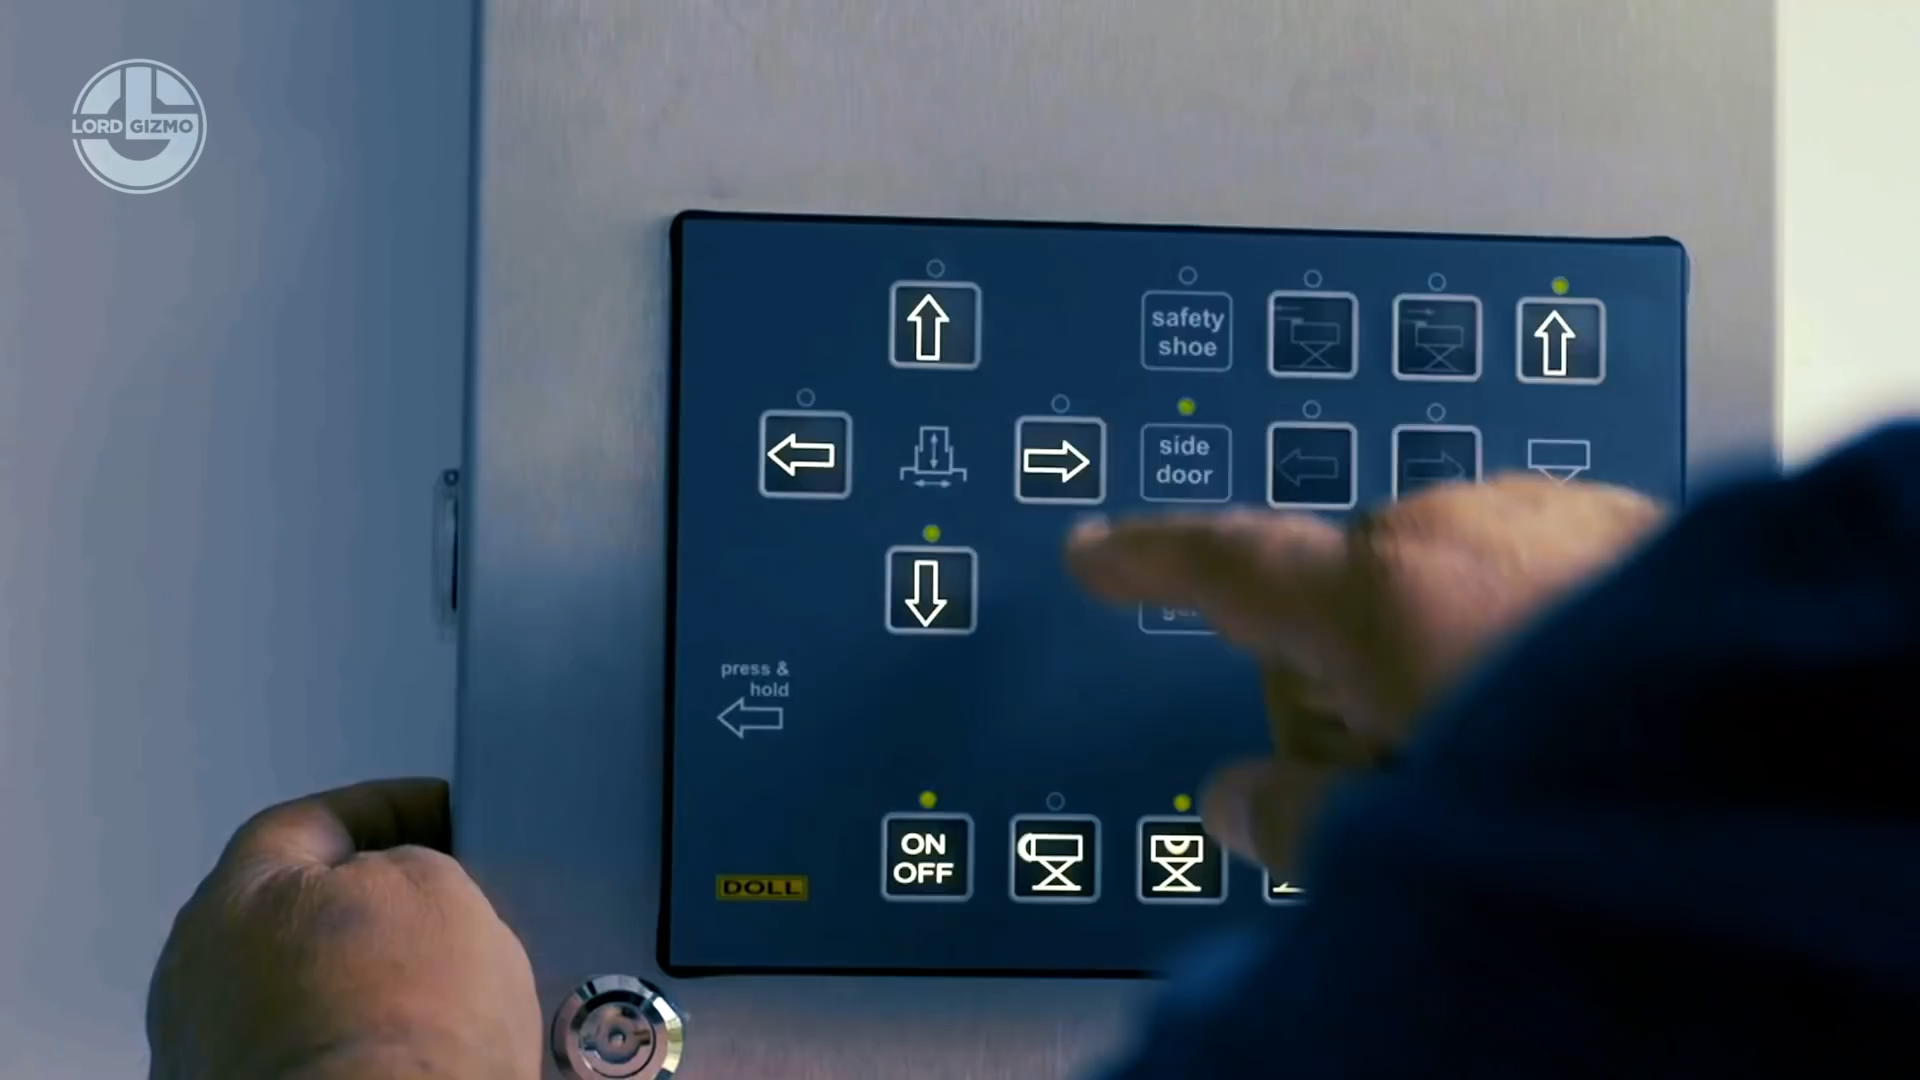 LORD GIZMO
safety
shoe
side
door
press &
hold
ON
OFF
DOLL